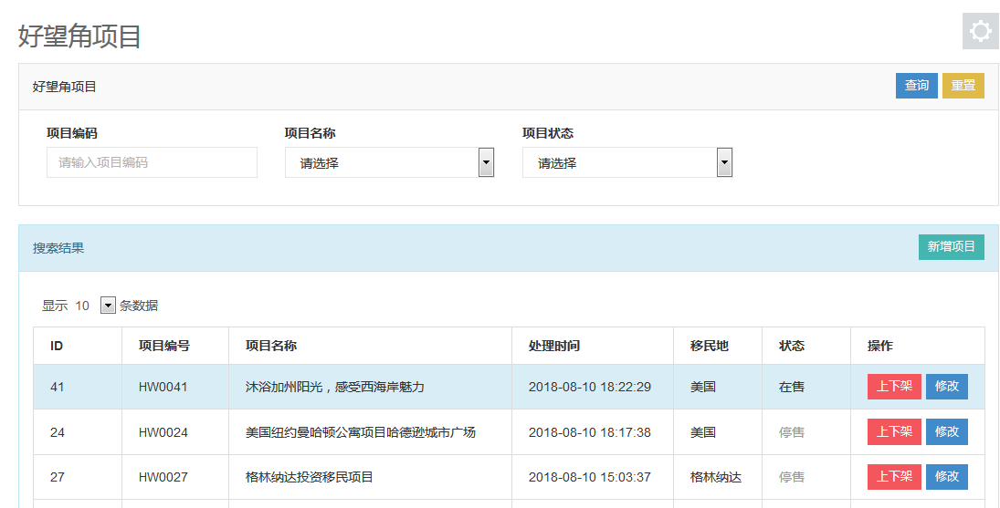 好望角项目
好望角项目 查询 重置
项目编码 项目名称 项目状态
请输入项目编码 请选择 请选择
搜索结果 新增项目
显示 10 条数据
ID 项目编号 项目名称 处理时间 移民地 状态 操作
41 HW0041 沐浴加州阳光，感受西海岸魅力 2018-08-10 18:22:29 美国 在售 上下架 修改
24 HW0024 美国纽约曼哈顿公寓项目哈德逊城市广场 2018-08-10 18:17:38 美国 停售 上下架 修改
27 HW0027 格林纳达投资移民项目 2018-08-10 15:03:37 格林纳达 停售 上下架 修改